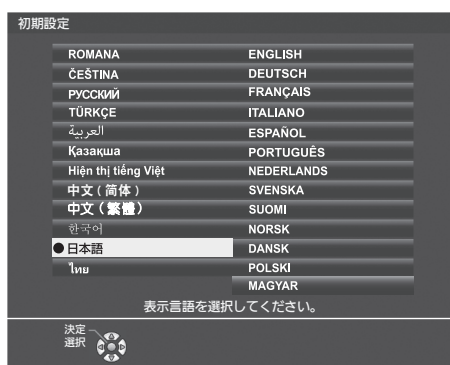 初期設定
ROMANA
ČEŠTINA
РУССКИЙ
TÜRKÇE
العربية
Қазақша
Hiện thị tiếng Việt
中文 ( 简体 )
中文 ( 繁體 )
한국어
日本語
ไทย
ENGLISH
DEUTSCH
FRANÇAIS
ITALIANO
ESPAÑOL
PORTUGUÊS
NEDERLANDS
SVENSKA
SUOMI
NORSK
DANSK
POLSKI
MAGYAR
表示言語を選択してください。
決定
選択